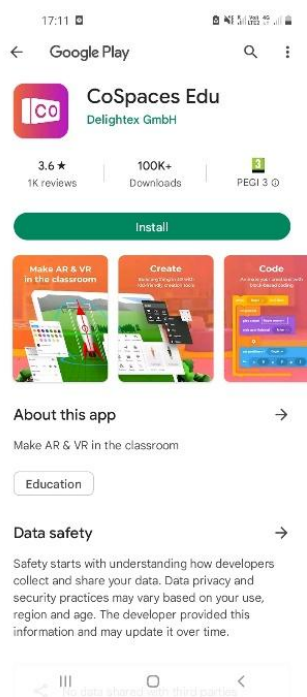 17:11
Google Play
CO
CoSpaces Edu
Delightex GmbH
3.6 ★
1K reviews
100K+
Downloads
3
PEGI 3
Install
Make AR & VR
in the classroom
Create
Code
About this app
Make AR & VR in the classroom
Education
Data safety
Safety starts with understanding how developers
collect and share your data. Data privacy and
security practices may vary based on your use,
region and age. The developer provided this
information and may update it over time.
No data shared with third parties